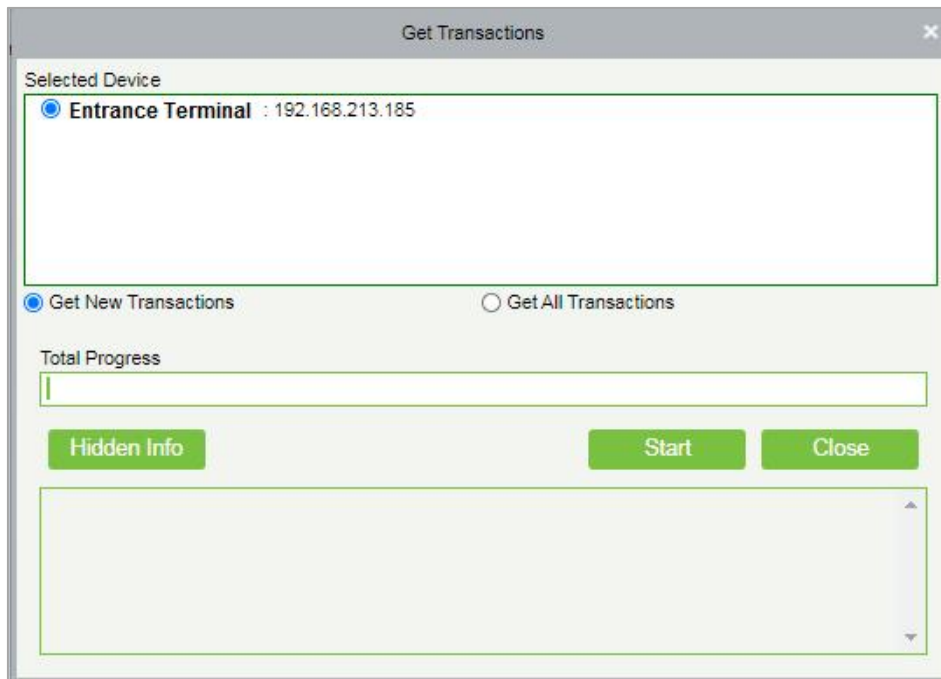 Get Transactions
Selected Device
Entrance Terminal : 192.168.213.185
Get New Transactions Get All Transactions
Total Progress
Hidden Info Start Close